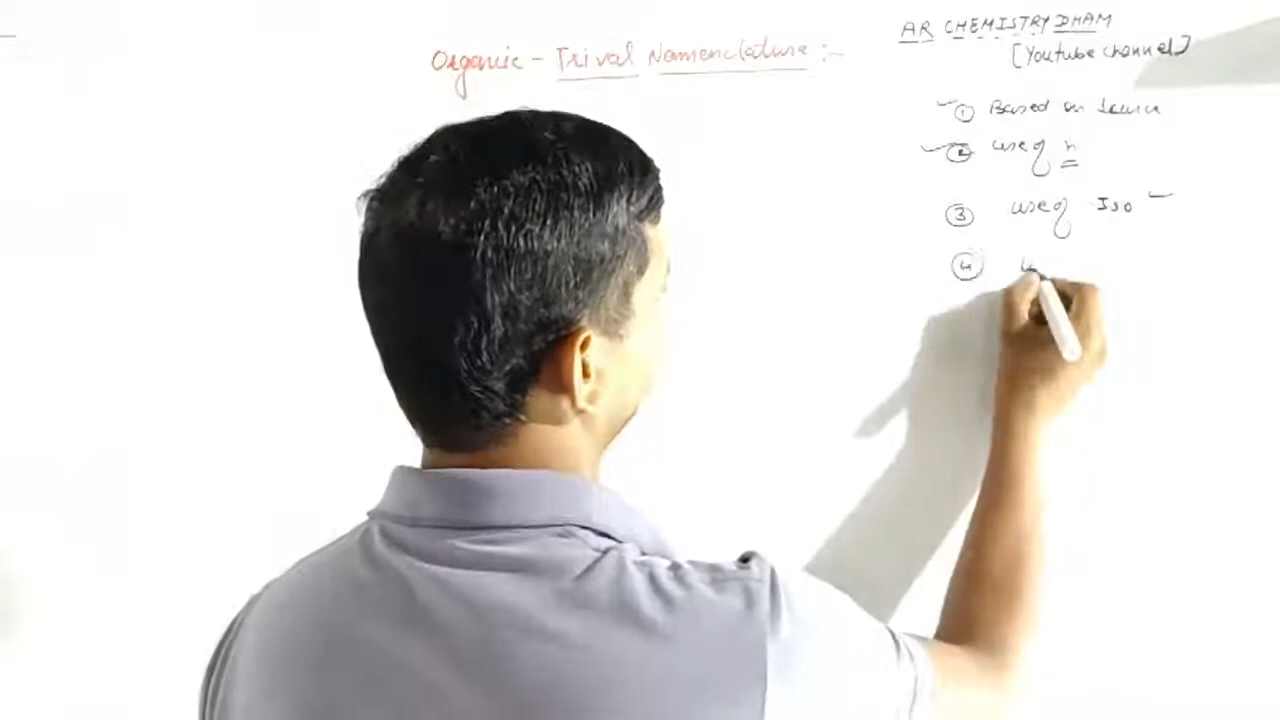 Organic - Trival Nomenclature :-
AR CHEMISTRY DHAM
[Youtube channel]
① Based on source
② use of n
③ use of Iso
④